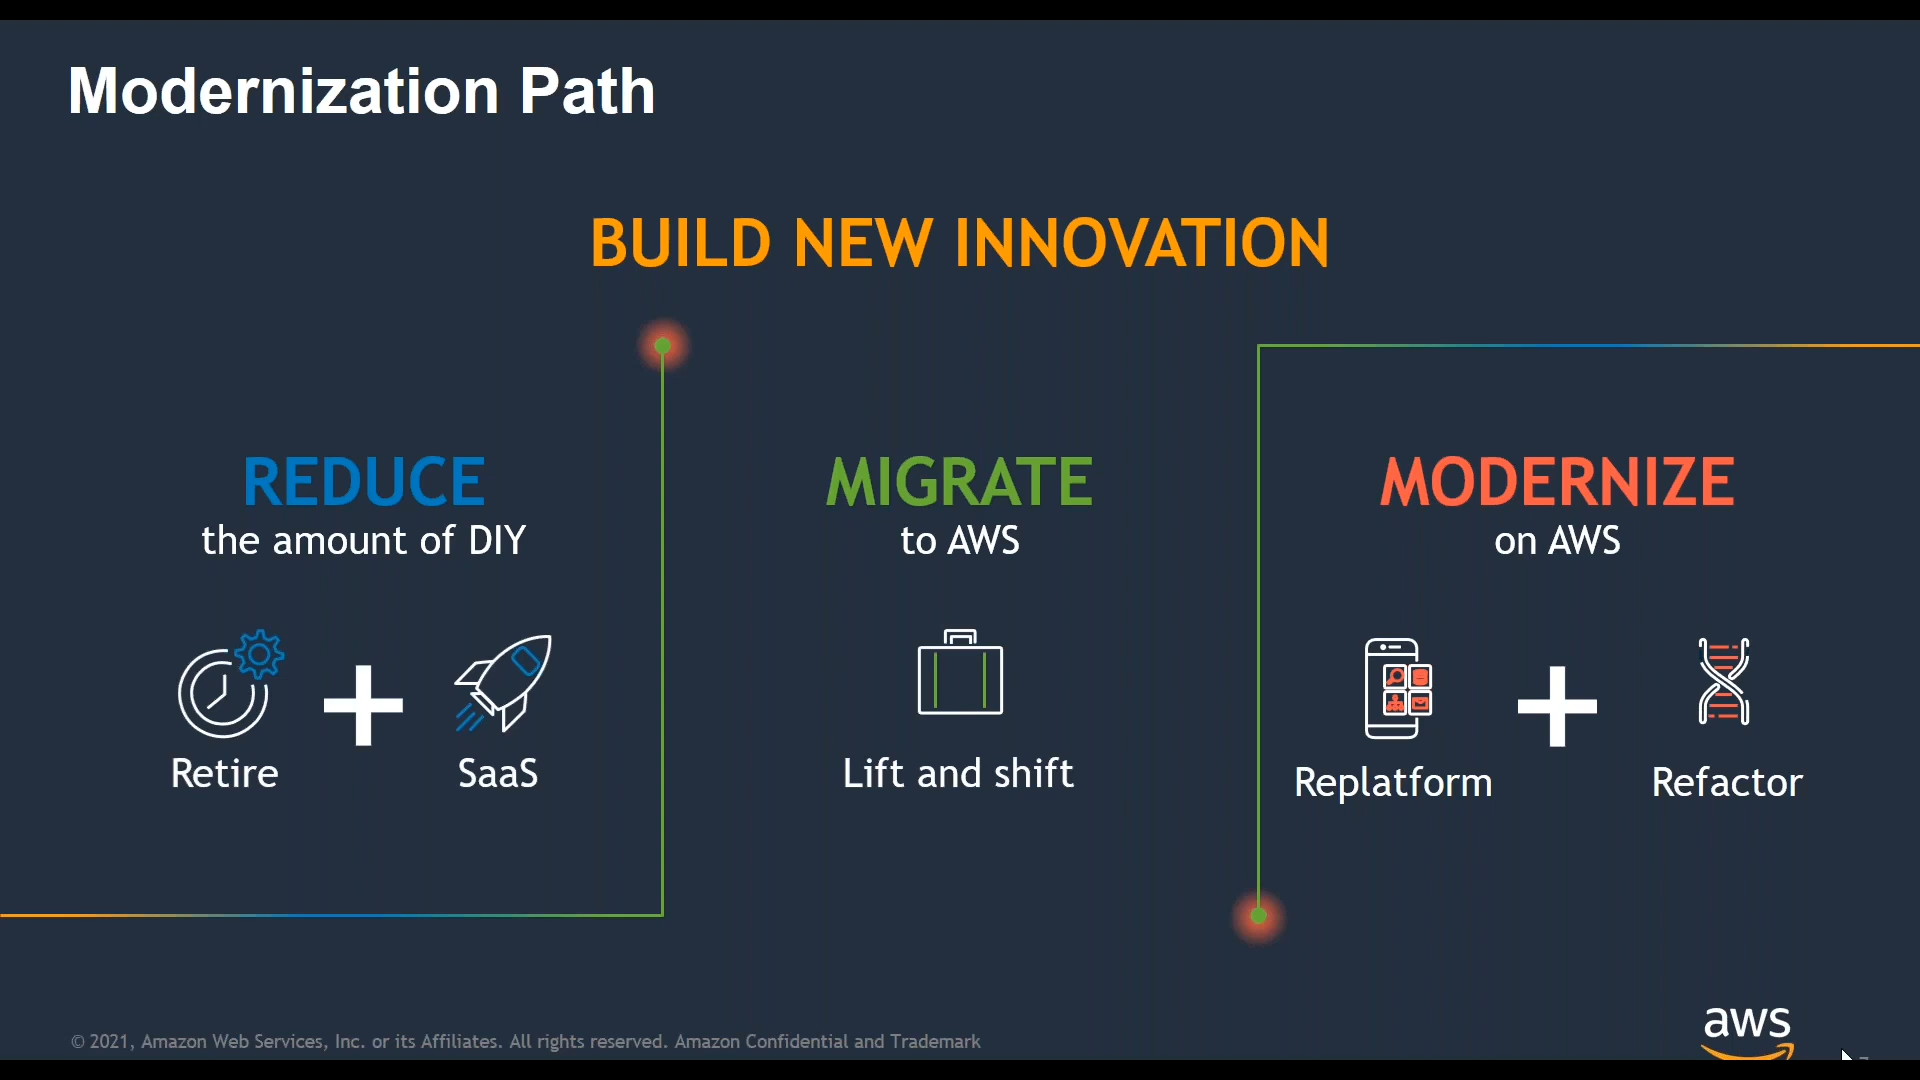 Modernization Path
BUILD NEW INNOVATION
REDUCE
the amount of DIY
Retire
SaaS
MIGRATE
to AWS
Lift and shift
MODERNIZE
on AWS
Replatform
Refactor
© 2021, Amazon Web Services, Inc. or its Affiliates. All rights reserved. Amazon Confidential and Trademark
aws